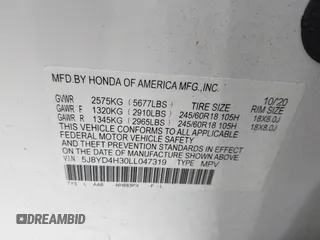 MFD.BY HONDA OF AMERICA MFG.,INC. 10/20
GVWR 2575KG (5677LBS) TIRE SIZE RIM SIZE
GAWR F 1320KG (2910LBS) 245/60R18 105H 18X8.0J
GAWR R 1345KG (2965LBS) 245/60R18 105H 18X8.0J
THIS VEHICLE CONFORMS TO ALL APPLICABLE
FEDERAL MOTOR VEHICLE SAFETY AND THEFT
PREVENTION STANDARDS IN EFFECT ON THE DATE OF
MANUFACTURE SHOWN ABOVE.
V.I.N. 5J8YD4H30LL047319 TYPE: MPV
DEALERS AUCTION